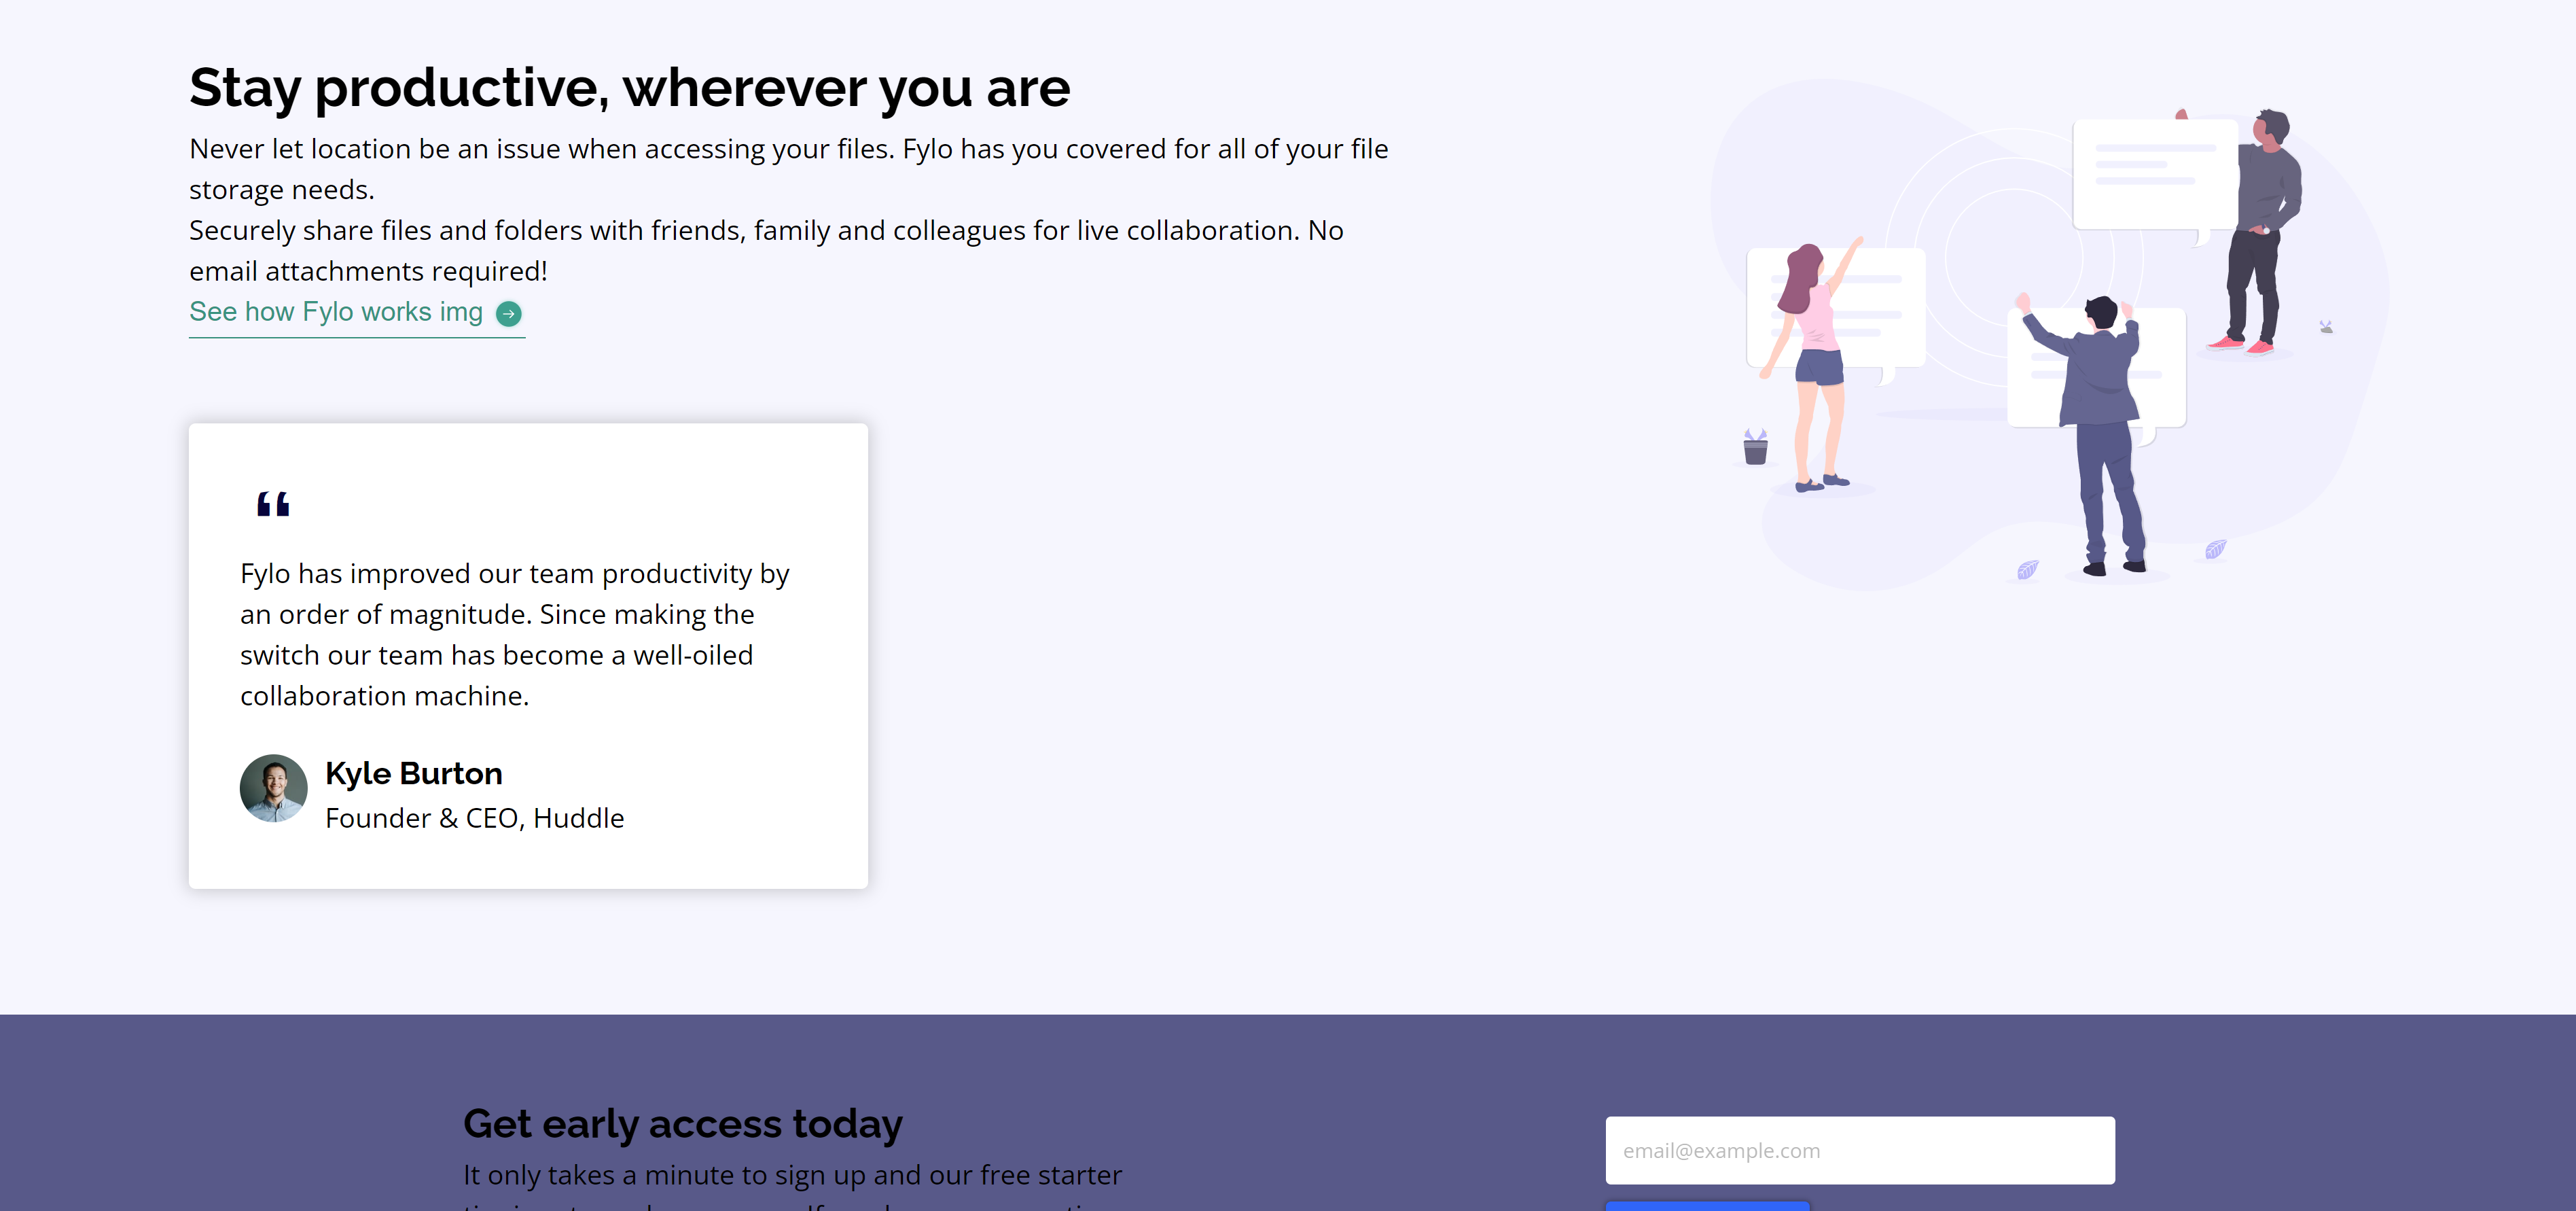 Stay productive, wherever you are
Never let location be an issue when accessing your files. Fylo has you covered for all of your file
storage needs.
Securely share files and folders with friends, family and colleagues for live collaboration. No
email attachments required!
See how Fylo works img
“
Fylo has improved our team productivity by
an order of magnitude. Since making the
switch our team has become a well-oiled
collaboration machine.
Kyle Burton
Founder & CEO, Huddle
Get early access today
It only takes a minute to sign up and our free starter
email@example.com